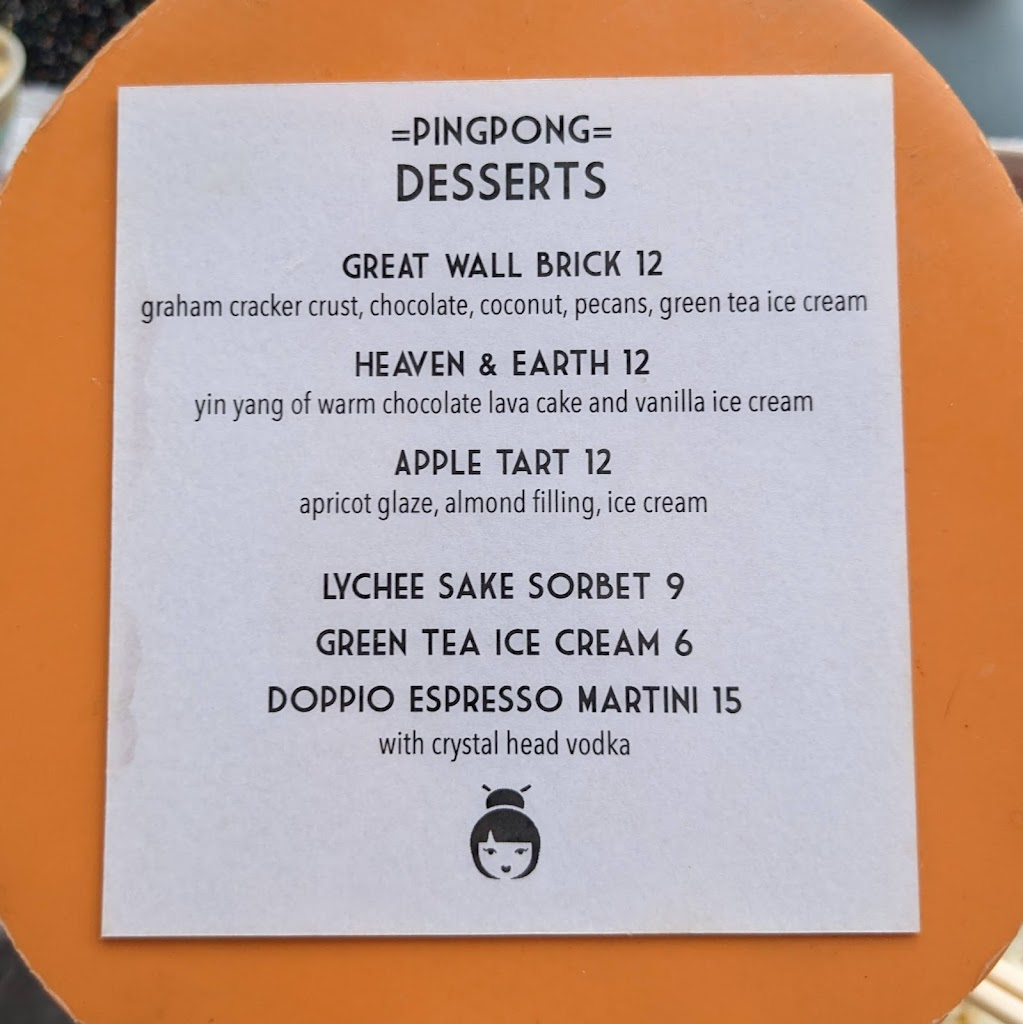 =PINGPONG=
DESSERTS
GREAT WALL BRICK 12
graham cracker crust, chocolate, coconut, pecans, green tea ice cream
HEAVEN & EARTH 12
yin yang of warm chocolate lava cake and vanilla ice cream
APPLE TART 12
apricot glaze, almond filling, ice cream
LYCHEE SAKE SORBET 9
GREEN TEA ICE CREAM 6
DOPPIO ESPRESSO MARTINI 15
with crystal head vodka